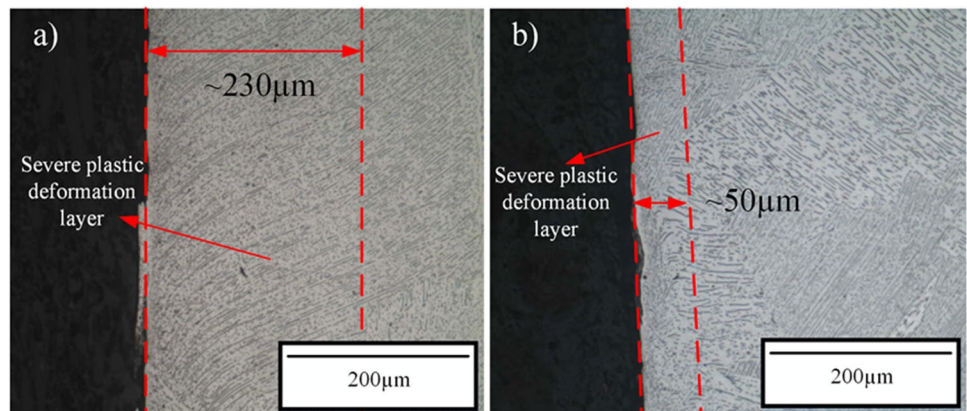 a)
~230µm
Severe plastic
deformation
layer
200µm
b)
Severe plastic
deformation
layer
~50µm
200µm